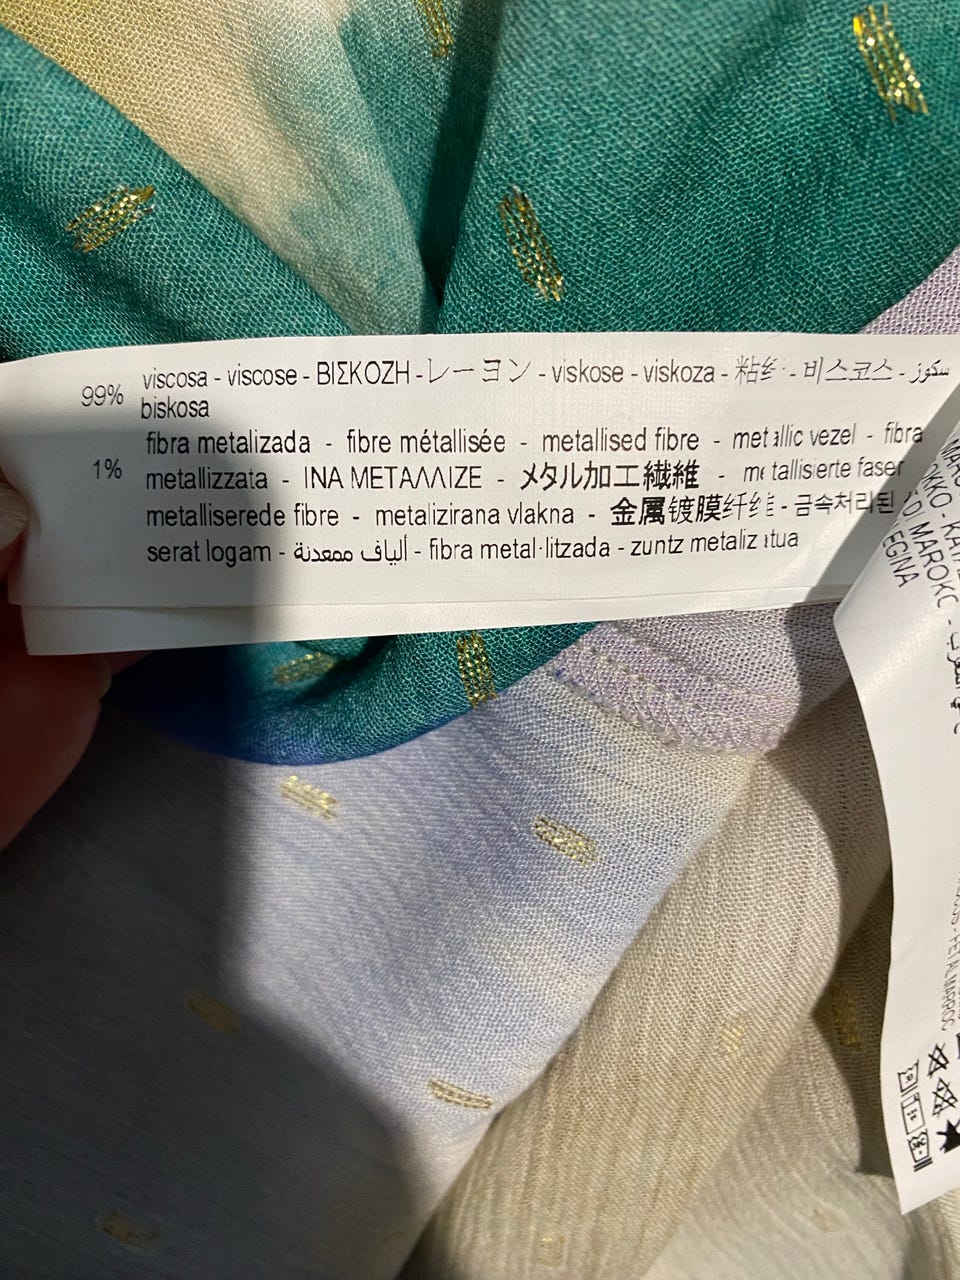 99% viscosa - viscose - ΒΙΣΚΟΖΗ - レーヨン - viskose - viskoza - 粘纤 - 비스코스 - سكوز
biskosa
fibra metalizada - fibre métallisée - metallised fibre - metallic vezel - fibra
1% metallizzata - ΙΝΑ ΜΕΤΑΛΛΙΖΕ - メタル加工繊維 - metallisierte faser
metalliserede fibre - metalizirana vlakna - 金属镀膜纤维 - 금속처리된
serat logam - ألياف ممعدنة - fibra metal·litzada - zuntz metalizatua
MAROKC -
EGINA